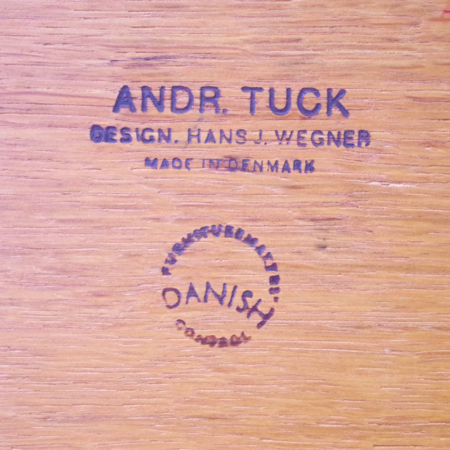 ANDR. TUCK
DESIGN. HANS J. WEGNER
MADE IN DENMARK
FURNITUREMAKERS'
DANISH
CONTROL